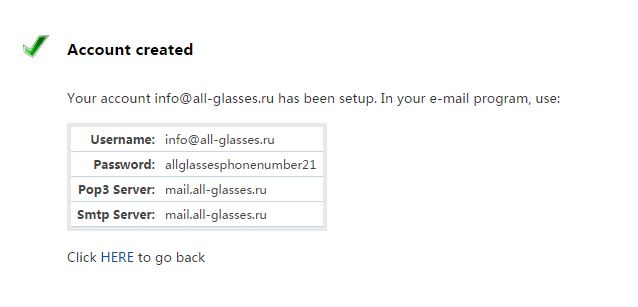 Account created
Your account info@all-glasses.ru has been setup. In your e-mail program, use:
Username: info@all-glasses.ru
Password: allglassesphonenumber21
Pop3 Server: mail.all-glasses.ru
Smtp Server: mail.all-glasses.ru
Click HERE to go back